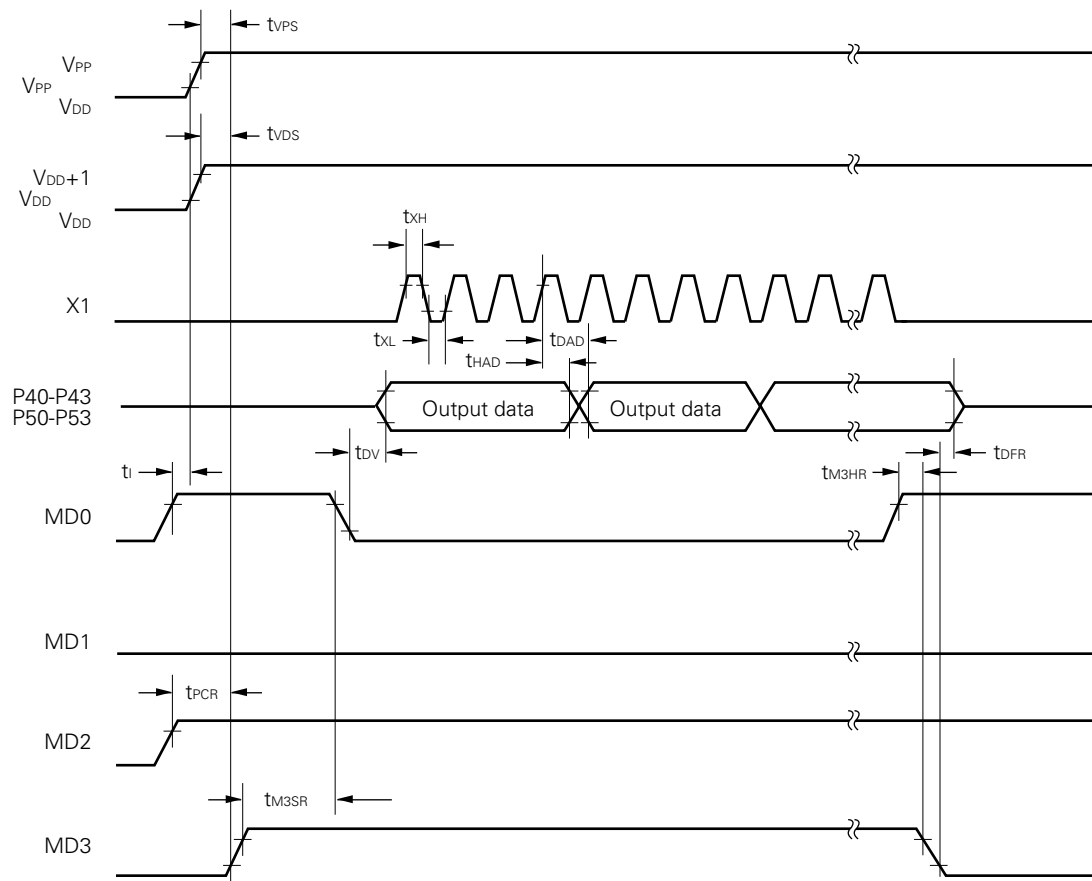 tVPS
VPP
VPP
VDD
tVDS
VDD+1
VDD
VDD
tXH
X1
tXL
tDAD
tHAD
P40-P43
P50-P53
Output data
Output data
tDV
tDFR
tI
tM3HR
MD0
MD1
tPCR
MD2
tM3SR
MD3